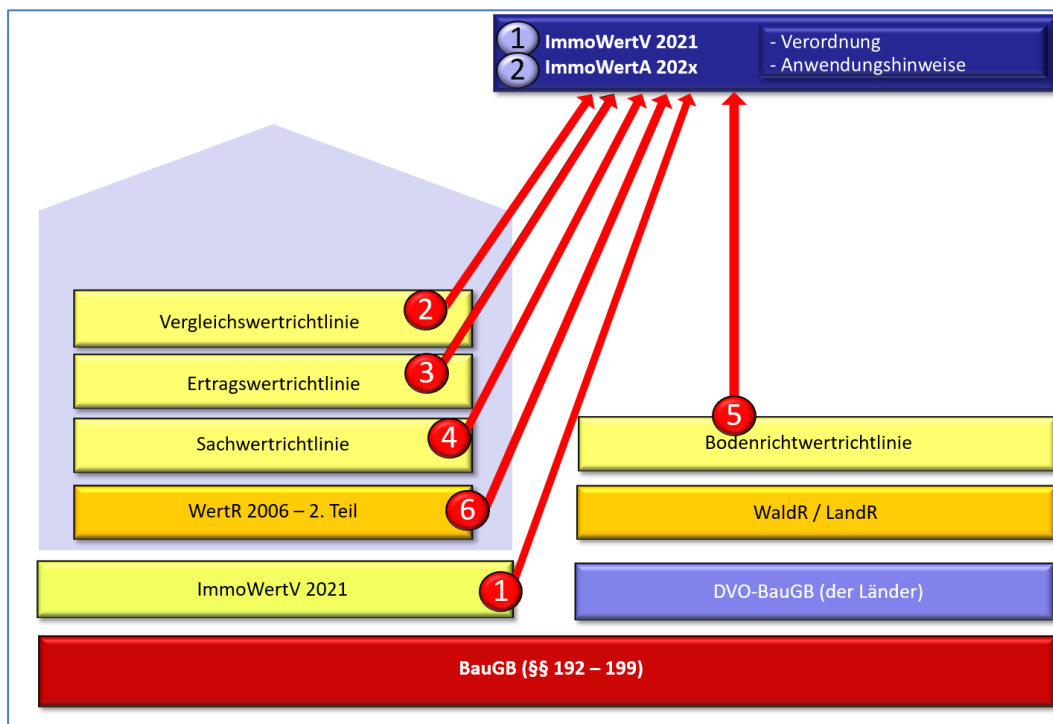 1 ImmoWertV 2021
2 ImmoWertA 202x
- Verordnung
- Anwendungshinweise
Vergleichswertrichtlinie 2
Ertragswertrichtlinie 3
Sachwertrichtlinie 4
WertR 2006 – 2. Teil 6
ImmoWertV 2021 1
5
Bodenrichtwertrichtlinie
WaldR / LandR
DVO-BauGB (der Länder)
BauGB (§§ 192 – 199)